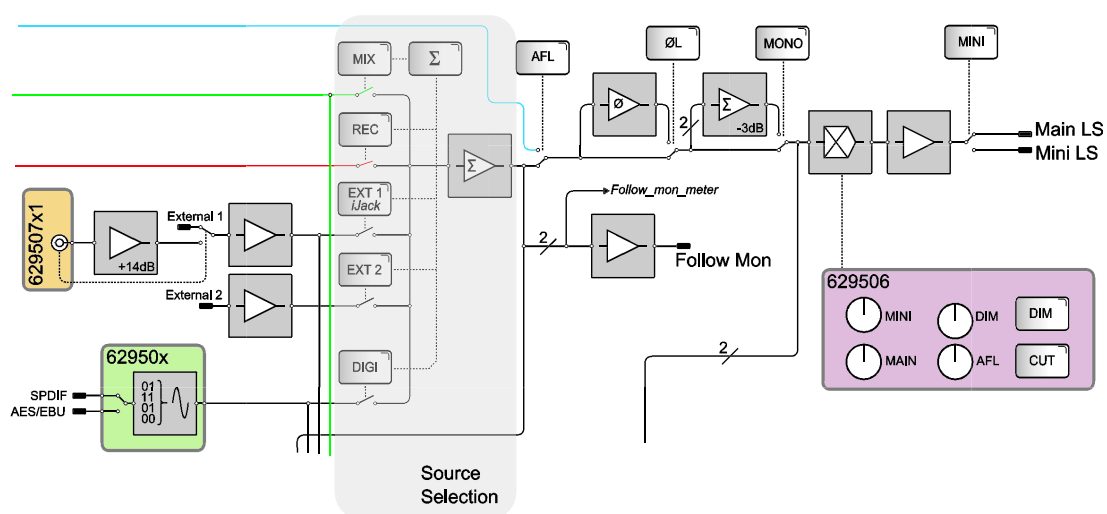 MIX
Σ
AFL
ØL
MONO
MINI
REC
2
Ø
Σ
-3dB
Main LS
Mini LS
Σ
EXT 1
iJack
Follow_mon_meter
629507x1
External 1
+14dB
2
Follow Mon
EXT 2
External 2
629506
MINI
DIM
DIM
MAIN
AFL
CUT
2
62950x
DIGI
SPDIF
AES/EBU
01
11
01
00
Source
Selection